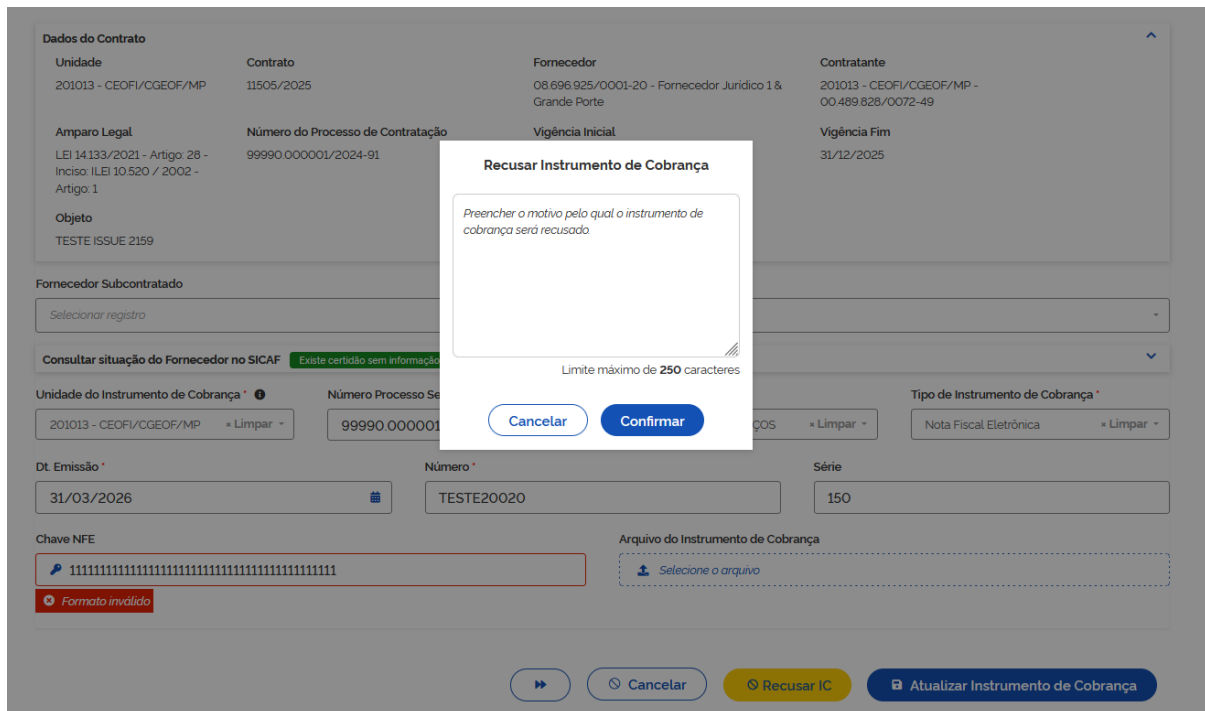 Dados do Contrato
Unidade
Contrato
Fornecedor
Contratante
201013 - CEOFI/CGEOF/MP
11505/2025
08.696.925/0001-20 - Fornecedor Juridico 1 &
Grande Porte
201013 - CEOFI/CGEOF/MP -
00.489.828/0072-49
Amparo Legal
Número do Processo de Contratação
Vigência Inicial
Vigência Fim
LEI 14.133/2021 - Artigo: 28 -
Inciso: ILEI 10.520 / 2002 -
Artigo: 1
99990.000001/2024-91
31/12/2025
Objeto
TESTE ISSUE 2159
Recusar Instrumento de Cobrança
Preencher o motivo pelo qual o instrumento de
cobrança será recusado.
Limite máximo de 250 caracteres
Cancelar
Confirmar
Fornecedor Subcontratado
Selecionar registro
Consultar situação do Fornecedor no SICAF
Existe certidão sem informação
Unidade do Instrumento de Cobrança *
Número Processo Se
Tipo de Instrumento de Cobrança *
201013 - CEOFI/CGEOF/MP
× Limpar
99990.000001
ÇOS
× Limpar
Nota Fiscal Eletrônica
× Limpar
Dt. Emissão *
Número *
Série
31/03/2026
TESTE20020
150
Chave NFE
Arquivo do Instrumento de Cobrança
Selecione o arquivo
Formato inválido
Cancelar
Recusar IC
Atualizar Instrumento de Cobrança